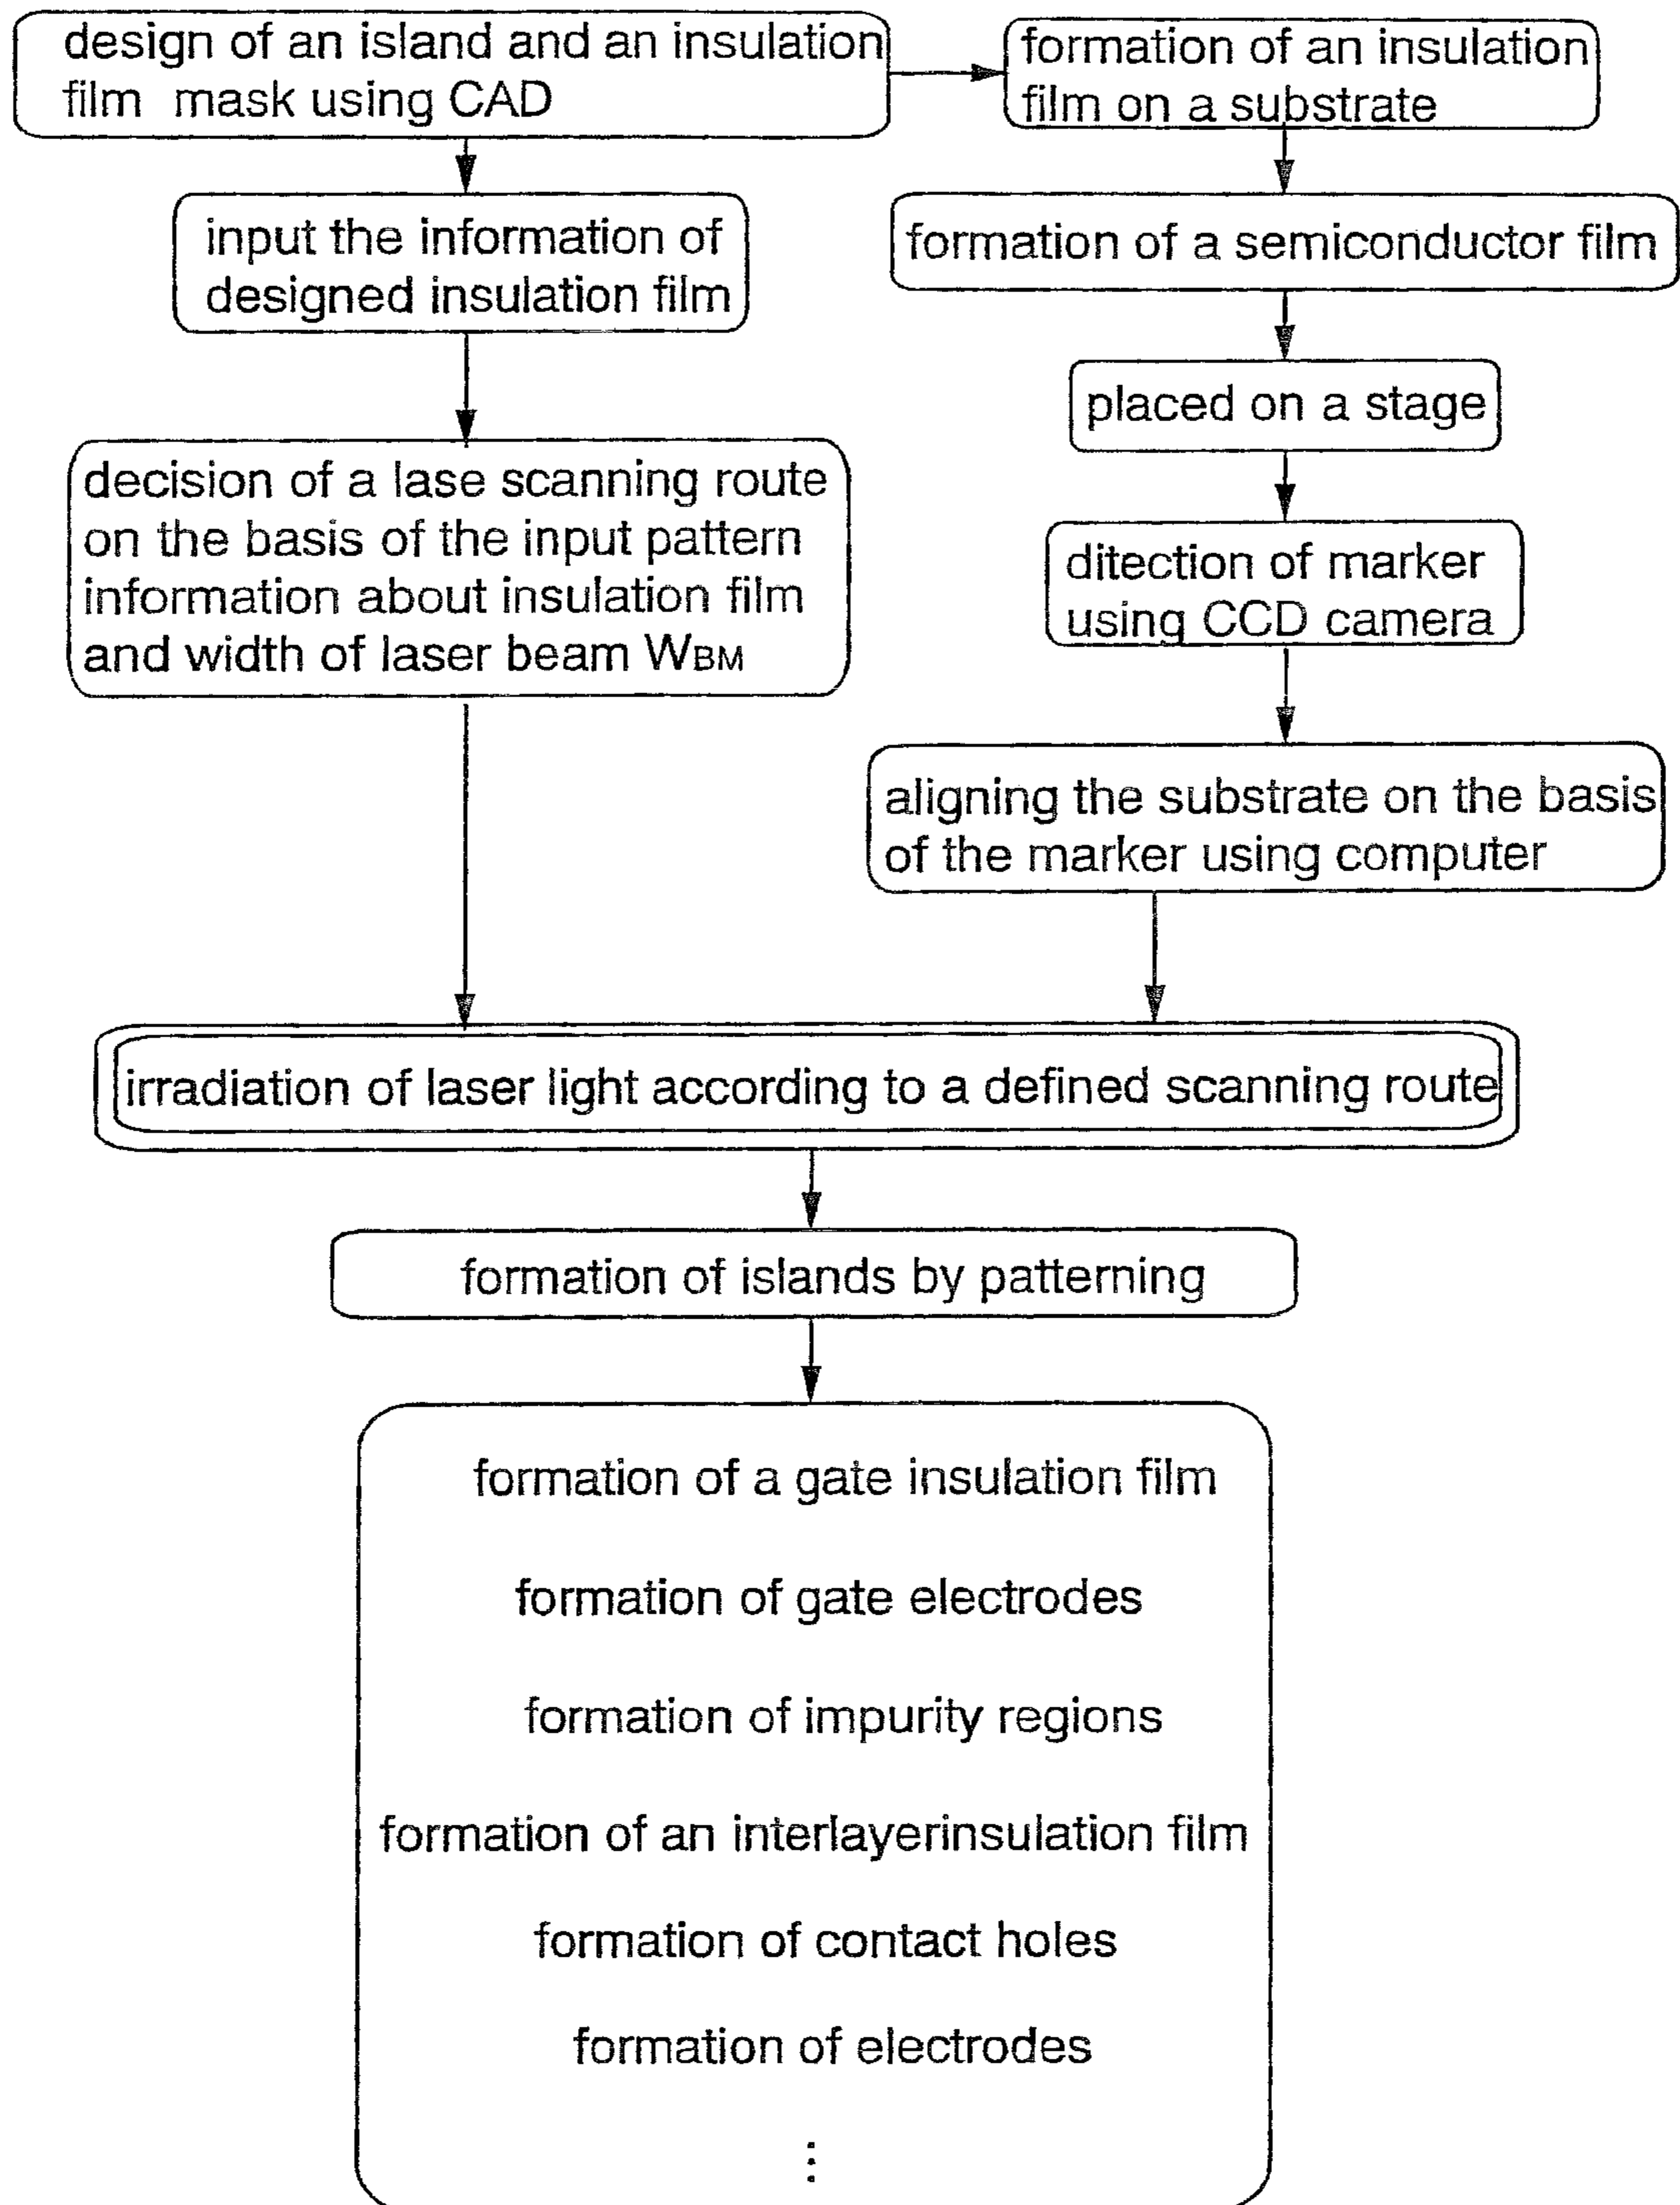 design of an island and an insulation
film mask using CAD
formation of an insulation
film on a substrate
input the information of
designed insulation film
formation of a semiconductor film
placed on a stage
decision of a lase scanning route
on the basis of the input pattern
information about insulation film
and width of laser beam WBM
ditection of marker
using CCD camera
aligning the substrate on the basis
of the marker using computer
irradiation of laser light according to a defined scanning route
formation of islands by patterning
formation of a gate insulation film
formation of gate electrodes
formation of impurity regions
formation of an interlayerinsulation film
formation of contact holes
formation of electrodes
⋮